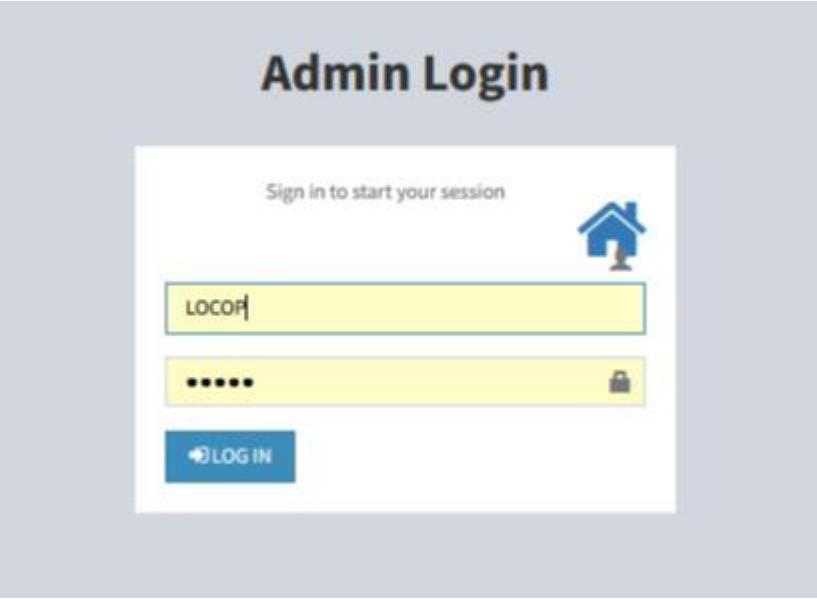 Admin Login
Sign in to start your session
LOCOP
•••••
LOG IN